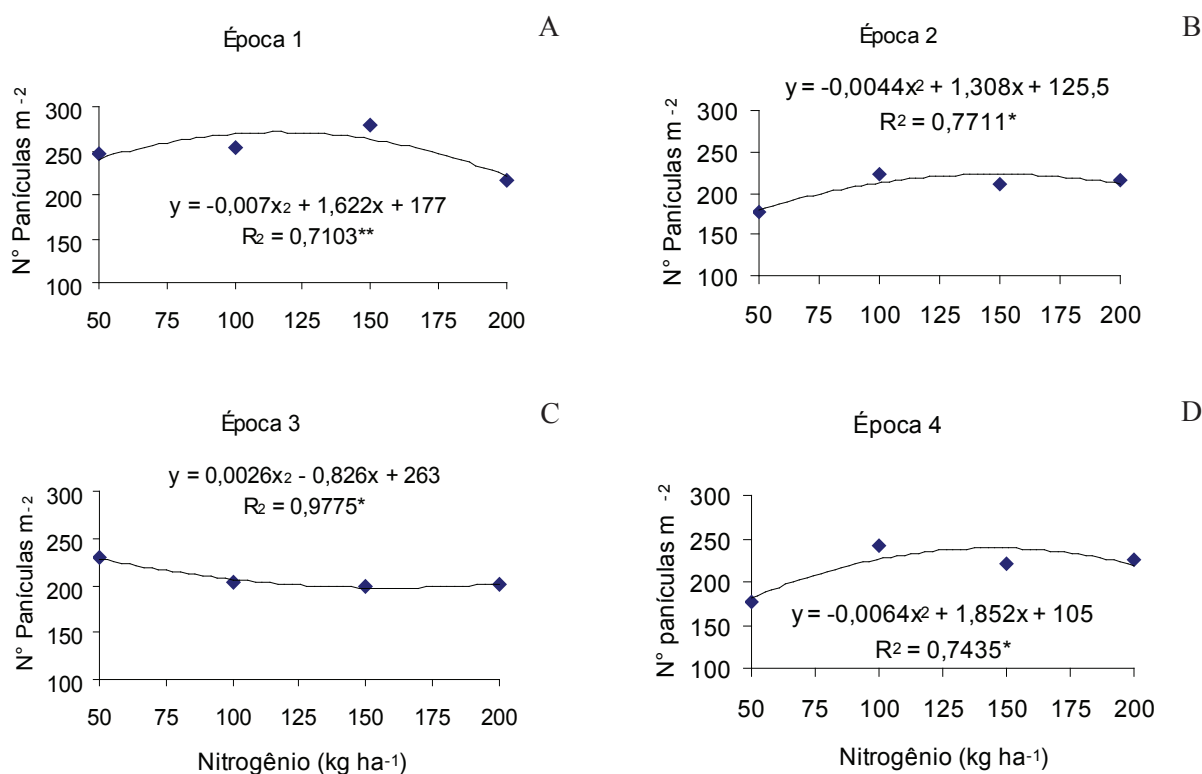 Época 1
A
N° Panículas m -2
300
250
200
150
100
y = -0,007x2 + 1,622x + 177
R2 = 0,7103**
50 75 100 125 150 175 200
Época 2
B
N° Panículas m -2
300
250
200
150
100
y = -0,0044x2 + 1,308x + 125,5
R2 = 0,7711*
50 75 100 125 150 175 200
Época 3
C
N° Panículas m -2
300
250
200
150
100
y = 0,0026x2 - 0,826x + 263
R2 = 0,9775*
50 75 100 125 150 175 200
Nitrogênio (kg ha-1)
Época 4
D
N° panículas m -2
300
250
200
150
100
y = -0,0064x2 + 1,852x + 105
R2 = 0,7435*
50 75 100 125 150 175 200
Nitrogênio (kg ha-1)